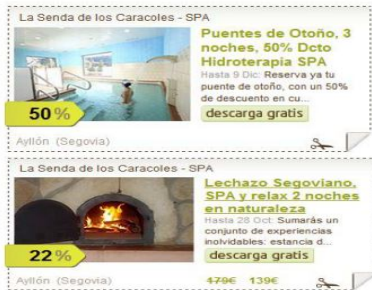 La Senda de los Caracoles - SPA
Puentes de Otoño, 3
noches, 50% Dcto
Hidroterapia SPA
Hasta 9 Dic: Reserva ya tu
puente de otoño, con un 50%
de descuento en cu...
50%
descarga gratis
Ayllón (Segovia)
La Senda de los Caracoles - SPA
Lechazo Segoviano,
SPA y relax 2 noches
en naturaleza
Hasta 28 Oct: Sumarás un
conjunto de experiencias
inolvidables: estancia d...
22%
descarga gratis
Ayllón (Segovia) 179€ 139€